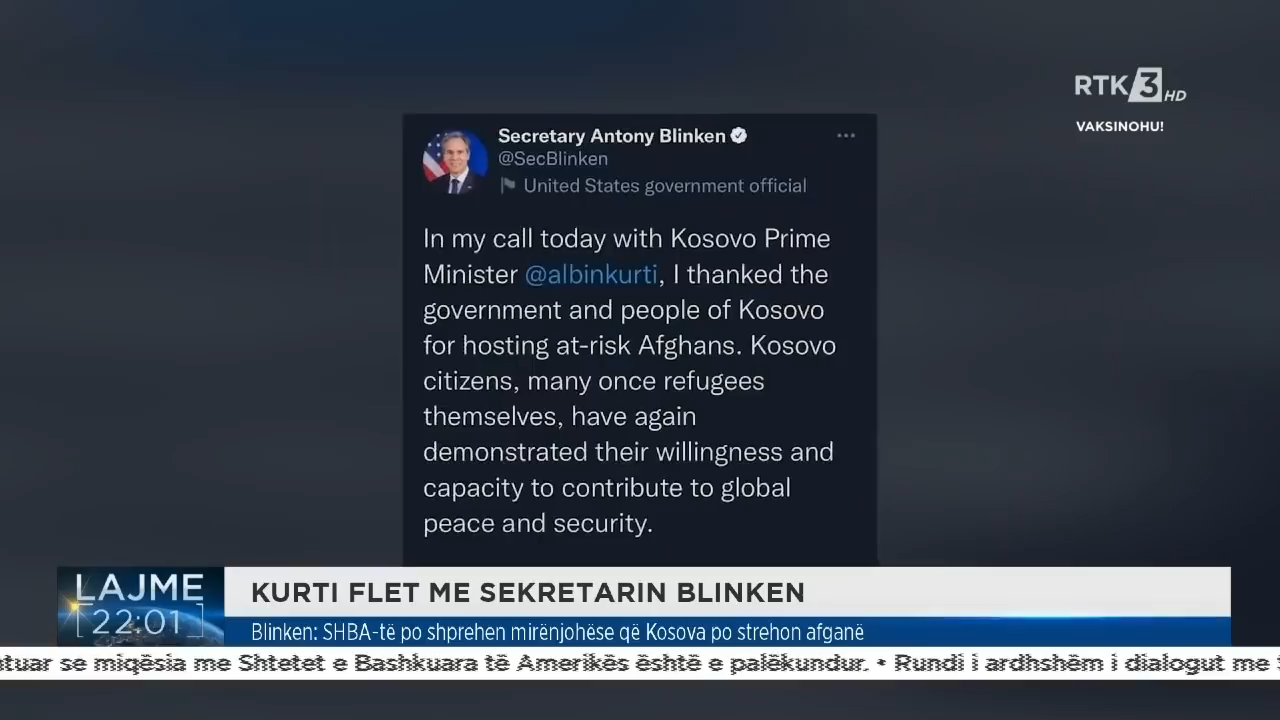 RTK 3 HD
VAKSINOHU!
Secretary Antony Blinken
@SecBlinken
United States government official
In my call today with Kosovo Prime
Minister @albinkurti, I thanked the
government and people of Kosovo
for hosting at-risk Afghans. Kosovo
citizens, many once refugees
themselves, have again
demonstrated their willingness and
capacity to contribute to global
peace and security.
LAJME
22:01
KURTI FLET ME SEKRETARIN BLINKEN
Blinken: SHBA-të po shprehen mirënjohëse që Kosova po strehon afganë
se miqësia me Shtetet e Bashkuara të Amerikës është e palëkundur. • Rundi i ardhshëm i dialogut me